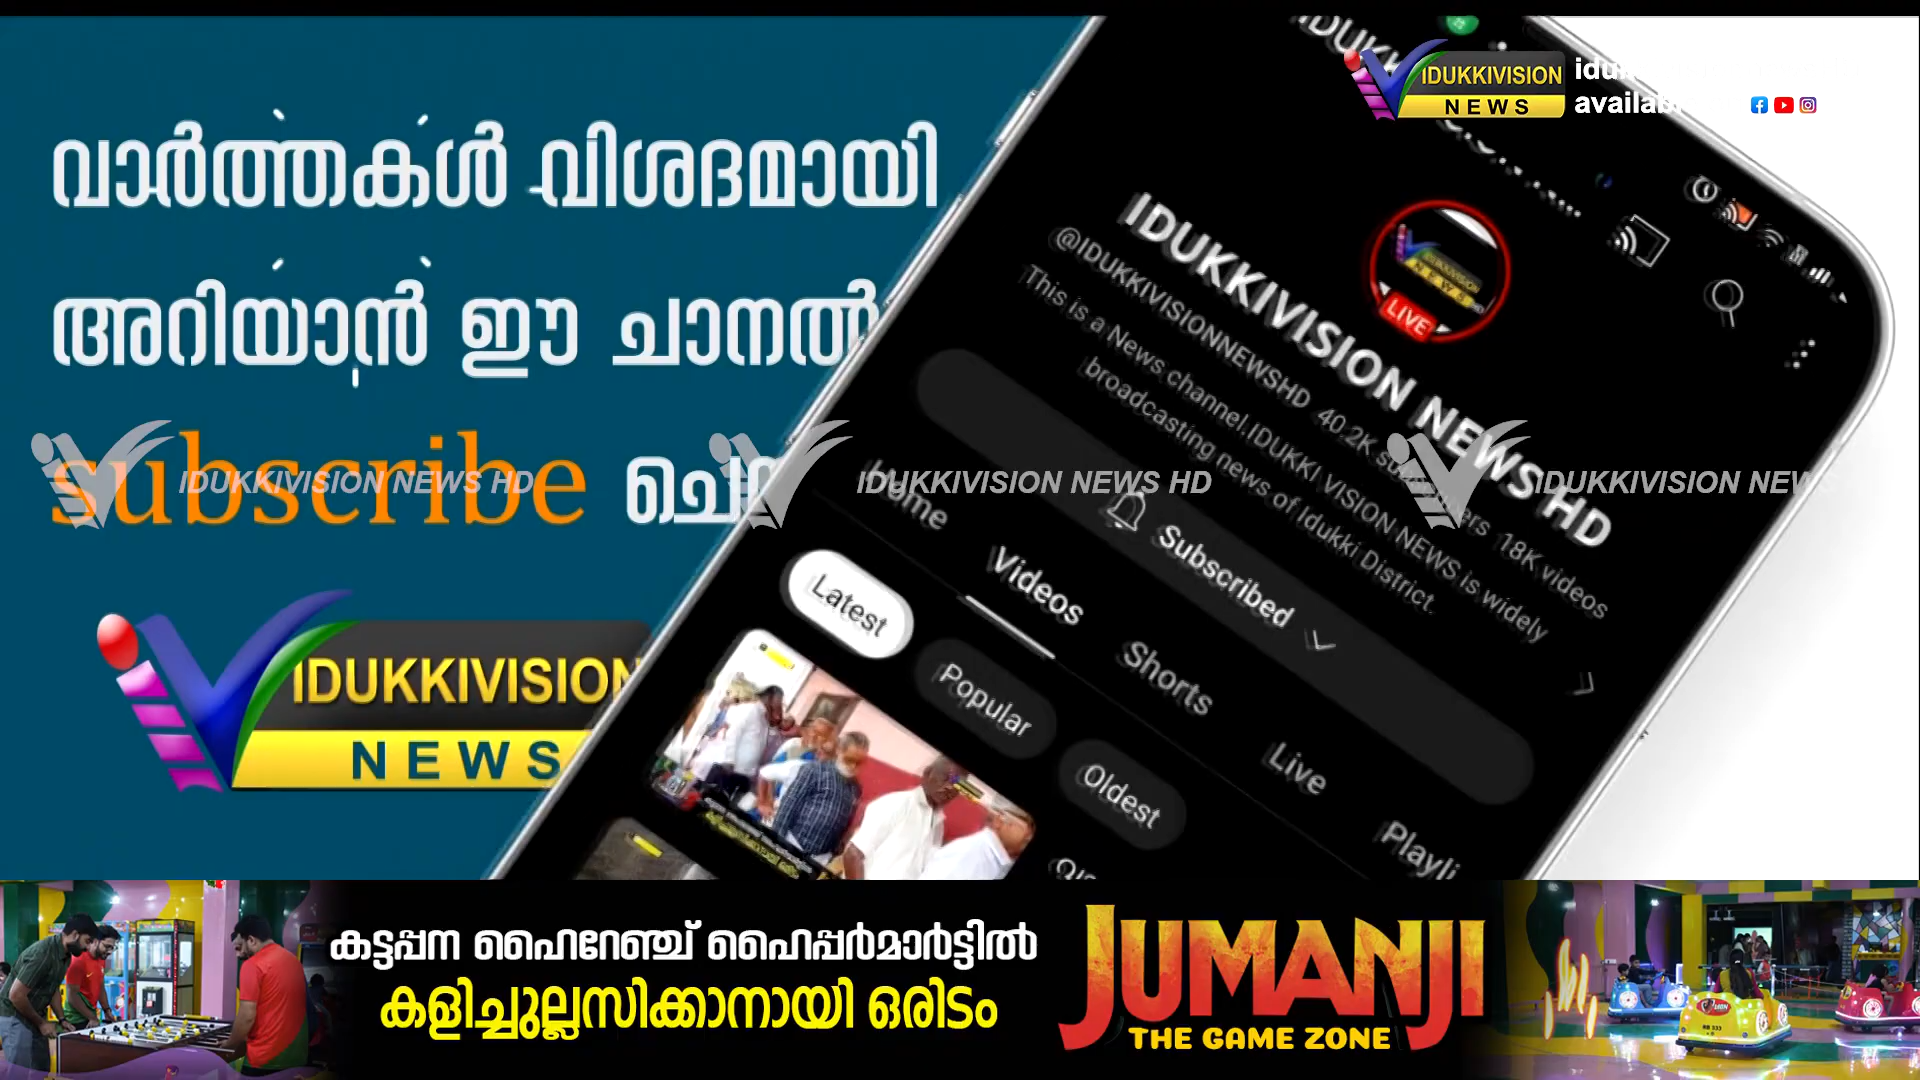 വാർത്തകൾ വിശദമായി
അറിയാൻ ഈ ചാനൽ
subscribe
IDUKKIVISION
NEWS
IDUKKIVISION
NEWS
IDUKKIVISION NEWS HD
@IDUKKIVISIONNEWSHD 40.2K subscribers 18K videos
This is a News channel.IDUKKI VISION NEWS is widely
broadcasting news of Idukki District.
Subscribed
Home Videos Shorts Live
Latest Popular Oldest
LIVE
IDUKKIVISION NEWS HD
IDUKKIVISION NEWS HD
IDUKKIVISION NEWS
കട്ടപ്പന ഹൈറേഞ്ച് ഹൈപ്പർമാർട്ടിൽ
കളിച്ചുല്ലസിക്കാനായി ഒരിടം
JUMANJI
THE GAME ZONE